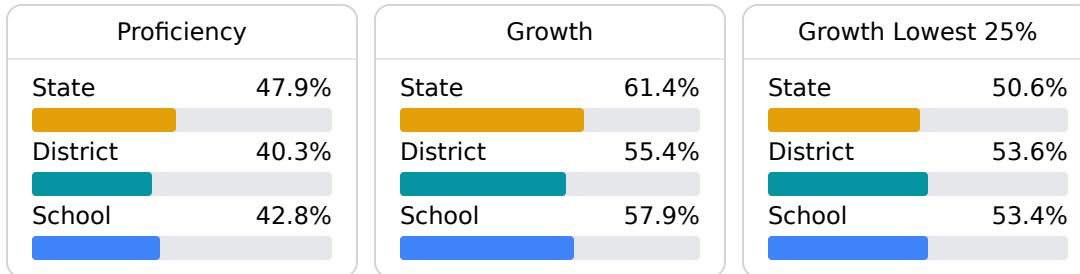 Proficiency
State 47.9%
District 40.3%
School 42.8%
Growth
State 61.4%
District 55.4%
School 57.9%
Growth Lowest 25%
State 50.6%
District 53.6%
School 53.4%